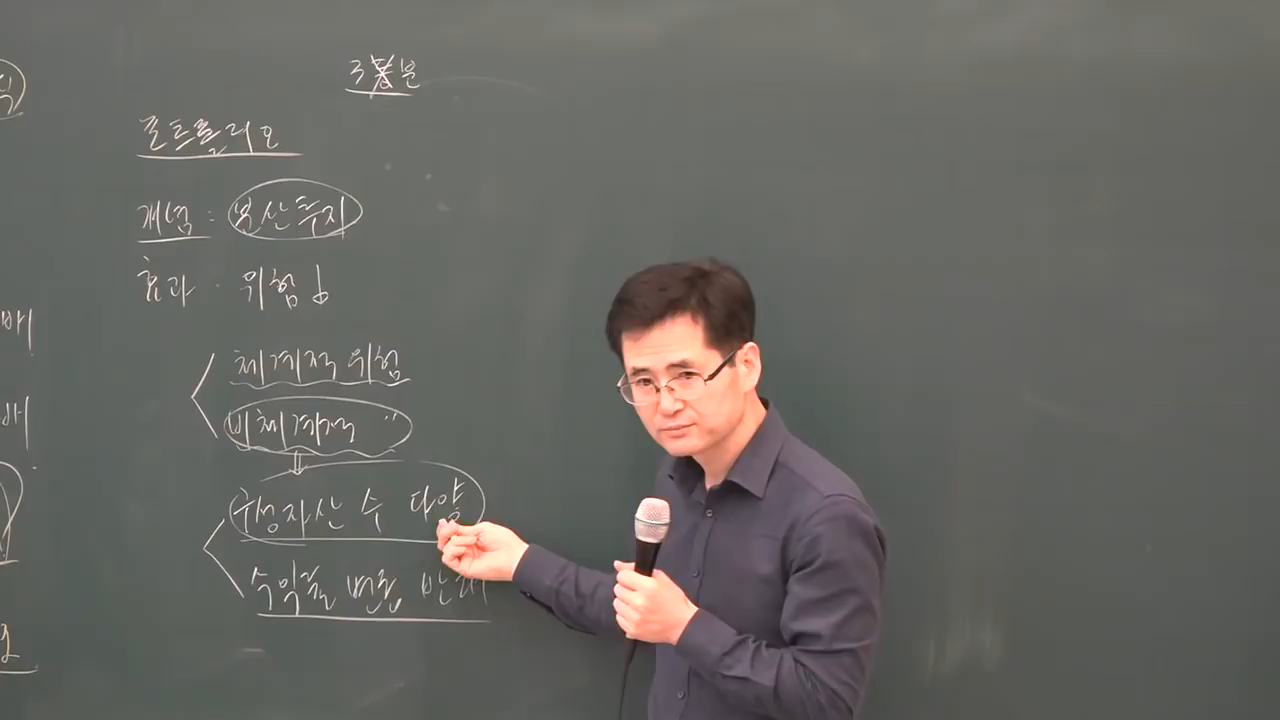 포트폴리오
개념 : 분산투자
효과 · 위험↓
체계적 위험
비체계적 〃
⇓
구성자산 수 다양
수익률 변동 반대